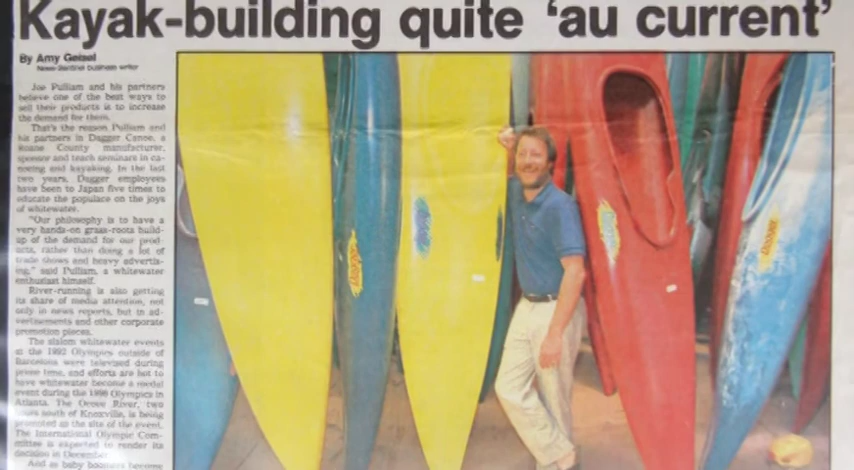 Kayak-building quite 'au current'
By Amy Geisel
News-Sentinel business writer
Joe Pulliam and his partners
believe one of the best ways to
sell their products is to increase
the demand for them.
That's the reason Pulliam and
his partners in Dagger Canoe, a
Roane County manufacturer,
sponsor and teach seminars in ca-
noeing and kayaking. In the last
two years, Dagger employees
have been to Japan five times to
educate the populace on the joys
of whitewater.
"Our philosophy is to have a
very hands-on grass-roots build-
up of the demand for our prod-
ucts, rather than doing a lot of
trade shows and heavy advertis-
ing," said Pulliam, a whitewater
enthusiast himself.
River-running is also getting
its share of media attention, not
only in news reports, but in ad-
vertisements and other corporate
promotion pieces.
The slalom whitewater events
at the 1992 Olympics outside of
Barcelona were televised during
prime time, and efforts are hot to
have whitewater become a medal
event during the 1996 Olympics in
Atlanta. The Ocoee River, two
hours south of Knoxville, is being
promoted as the site of the event.
The International Olympic Com-
mittee is expected to render its
decision in December.
And as baby boomers become